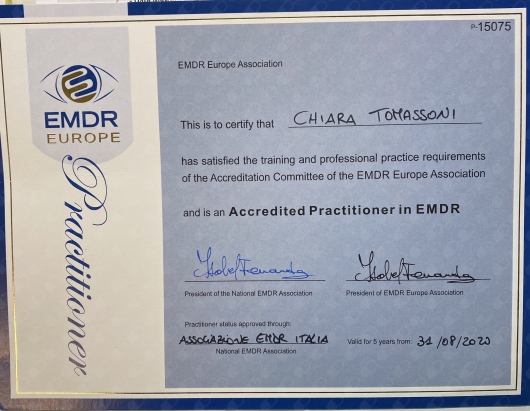 P-15075
EMDR
EUROPE
Practitioner
EMDR Europe Association
This is to certify that CHIARA TOMASSONI
has satisfied the training and professional practice requirements
of the Accreditation Committee of the EMDR Europe Association
and is an Accredited Practitioner in EMDR
President of the National EMDR Association
President of EMDR Europe Association
Practitioner status approved through:
ASSOCIAZIONE EMDR ITALIA
National EMDR Association
Valid for 5 years from: 31/08/2020